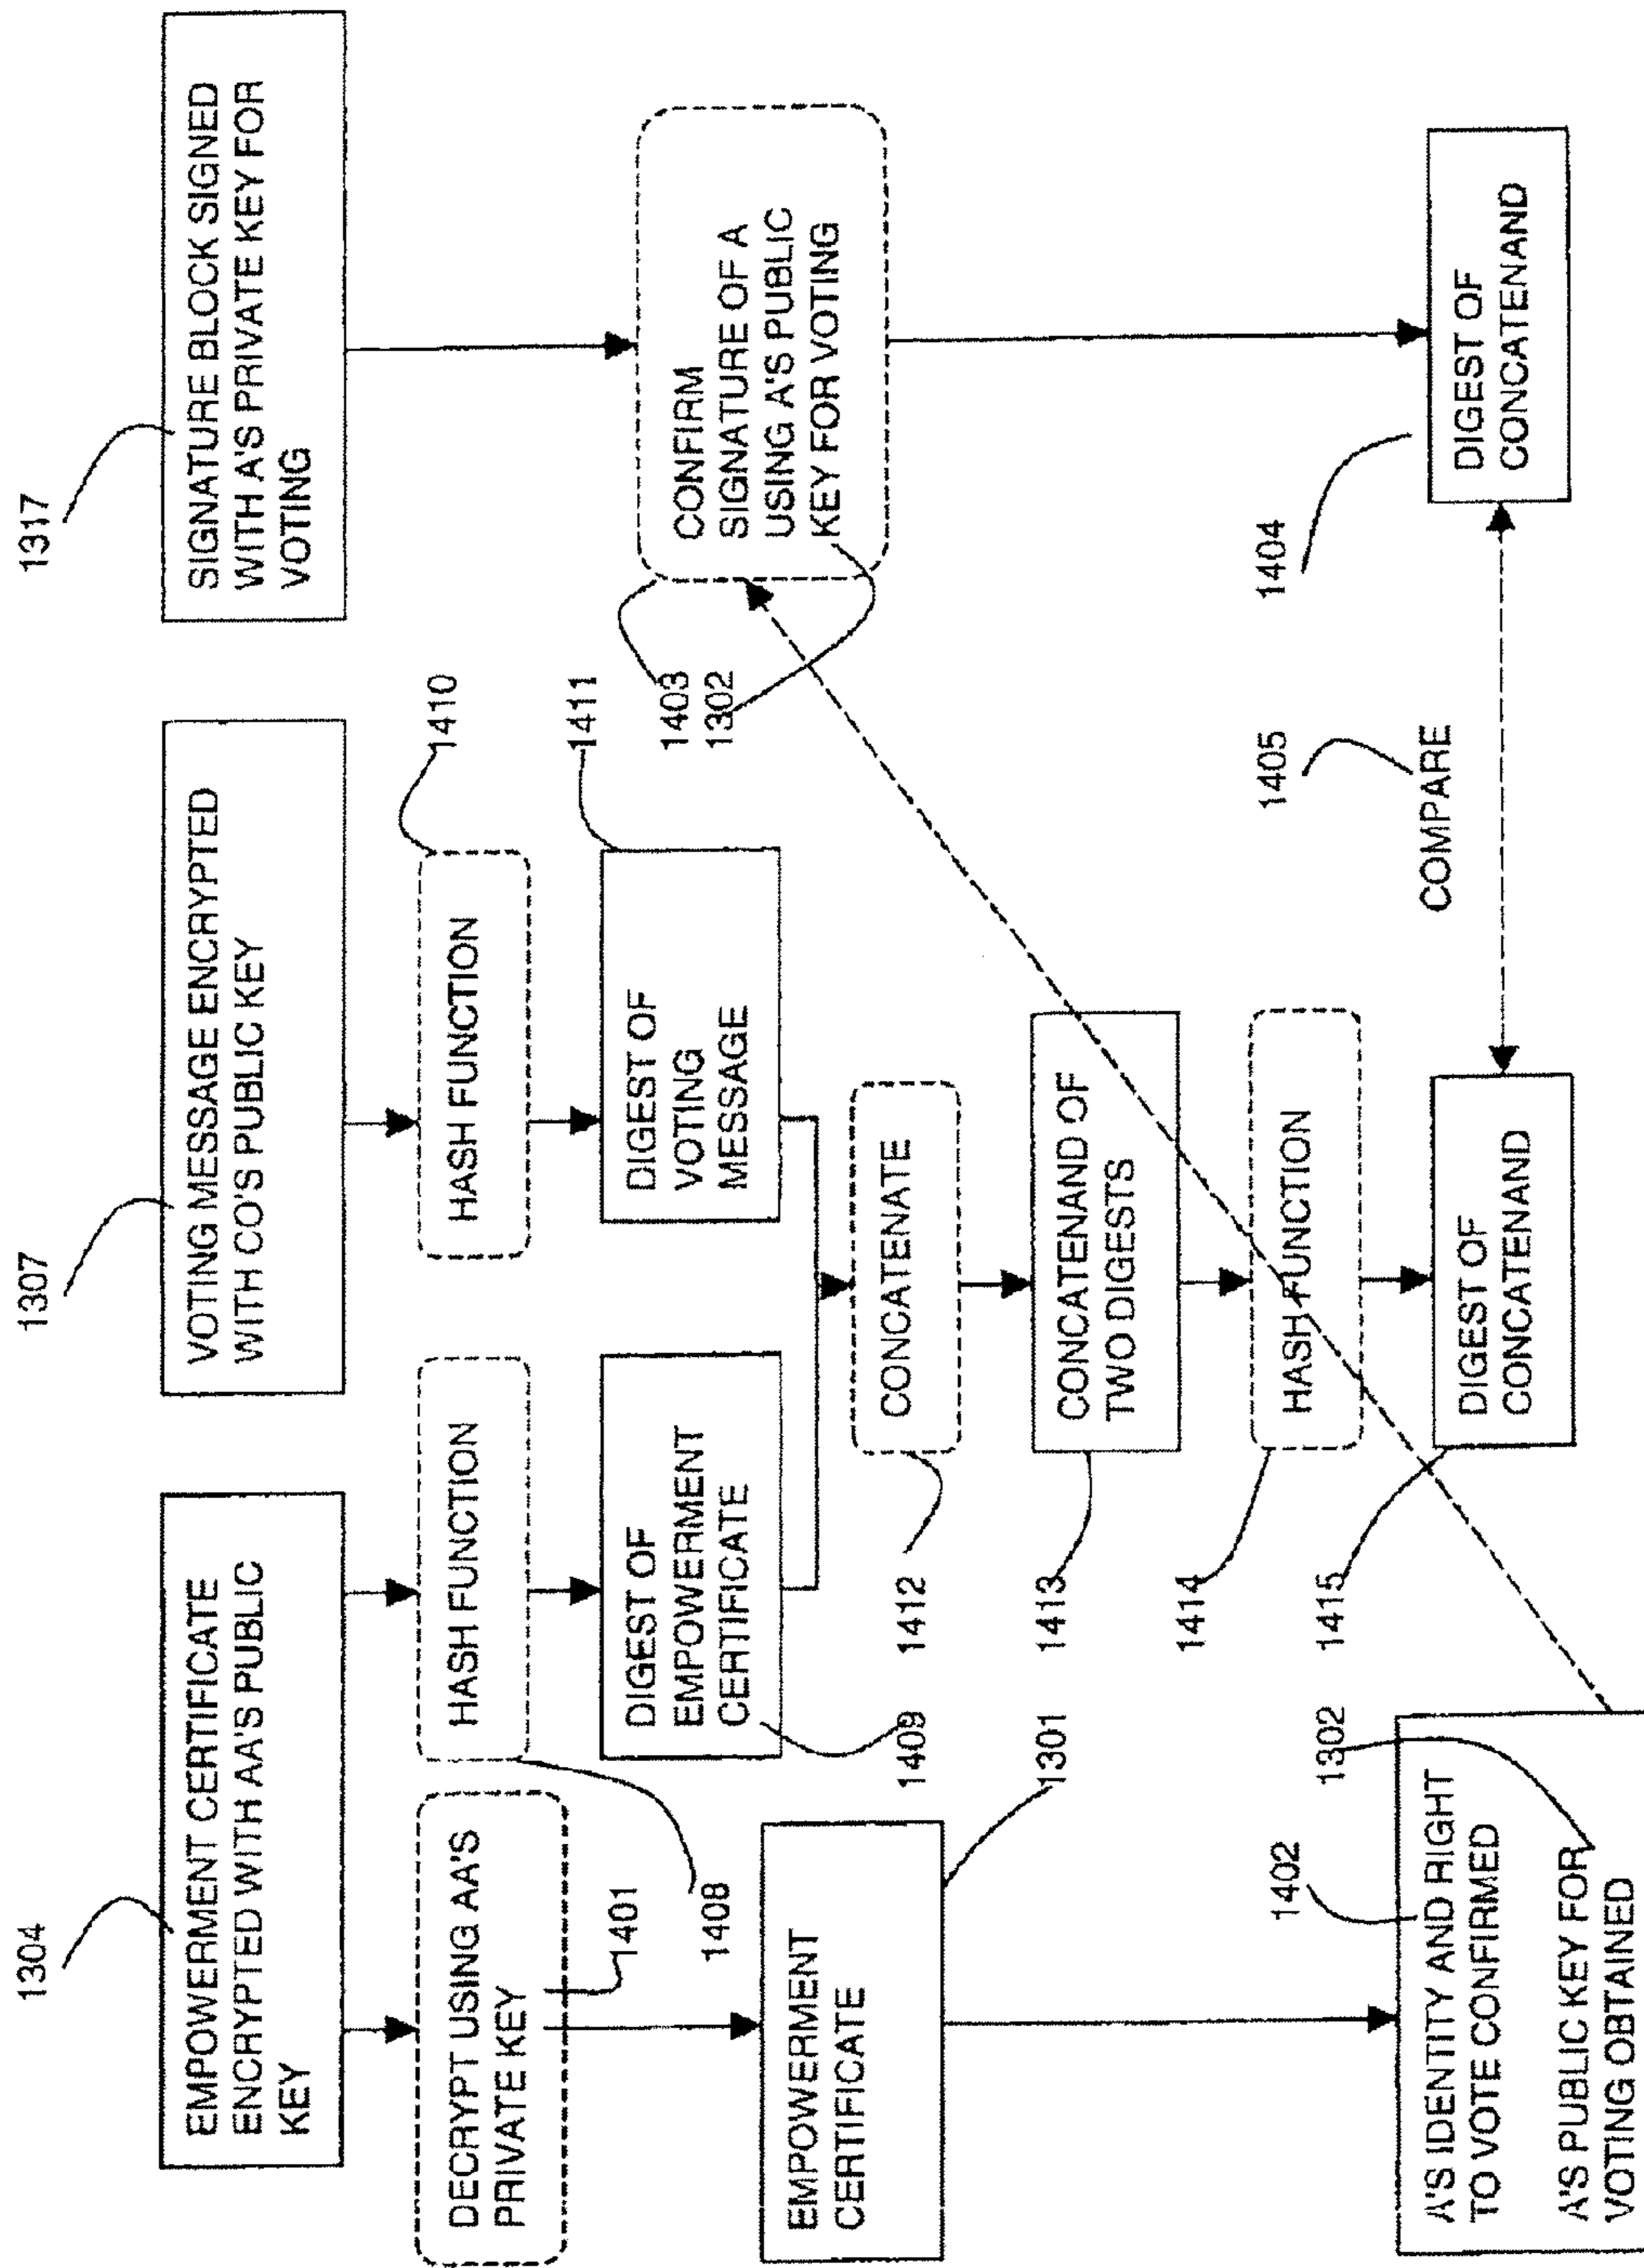 1304
EMPOWERMENT CERTIFICATE
ENCRYPTED WITH AA'S PUBLIC
KEY
1307
VOTING MESSAGE ENCRYPTED
WITH CO'S PUBLIC KEY
1317
SIGNATURE BLOCK SIGNED
WITH A'S PRIVATE KEY FOR
VOTING
DECRYPT USING AA'S
PRIVATE KEY
1401
HASH FUNCTION
1408
HASH FUNCTION
1410
DIGEST OF
EMPOWERMENT
CERTIFICATE
1409
DIGEST OF
VOTING
MESSAGE
1411
CONFIRM
SIGNATURE OF A
USING A'S PUBLIC
KEY FOR VOTING
1403
1302
EMPOWERMENT
CERTIFICATE
1301
CONCATENATE
1412
CONCATENAND OF
TWO DIGESTS
1413
HASH FUNCTION
1414
1402
A'S IDENTITY AND RIGHT
TO VOTE CONFIRMED
A'S PUBLIC KEY FOR
VOTING OBTAINED
1302
1415
DIGEST OF
CONCATENAND
1405
COMPARE
1404
DIGEST OF
CONCATENAND